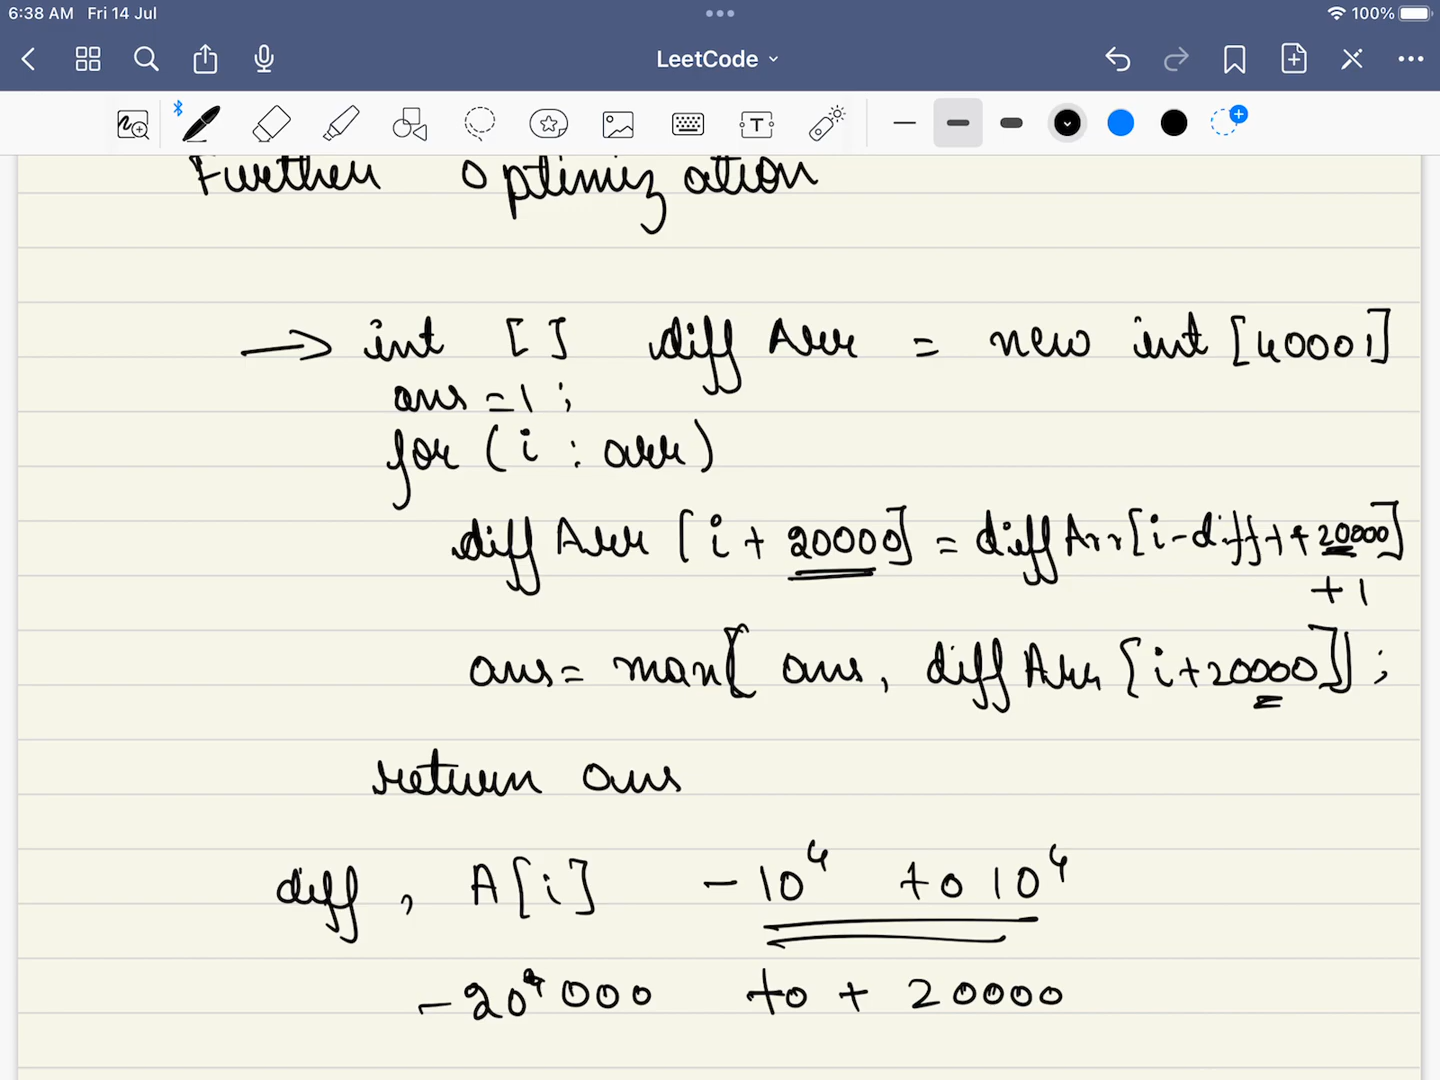 6:38 AM Fri 14 Jul 100%
LeetCode
T
Further Optimization
→ int [ ] diff Arr = new int [40001]
ans = 1 ;
for ( i : arr )
diff Arr [ i + 20000 ] = diff Arr [ i - diff + + 20000 ]
+ 1
ans = max ( ans , diff Arr [ i + 20000 ] ) ;
return ans
diff , A [ i ] - 10⁴ to 10⁴
- 20000 to + 20000